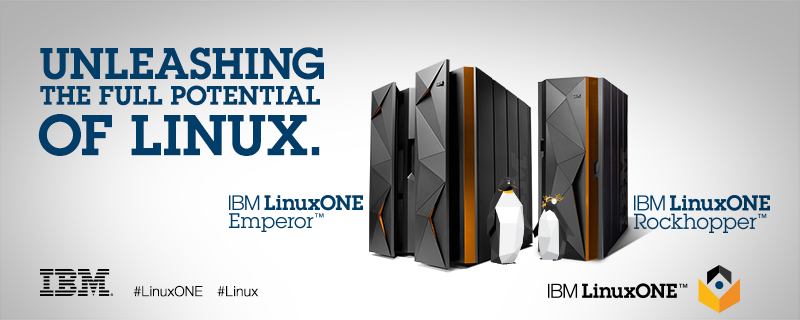 UNLEASHING
THE FULL POTENTIAL
OF LINUX.
IBM LinuxONE
Emperor™
IBM LinuxONE
Rockhopper™
IBM
#LinuxONE #Linux
IBM LinuxONE™